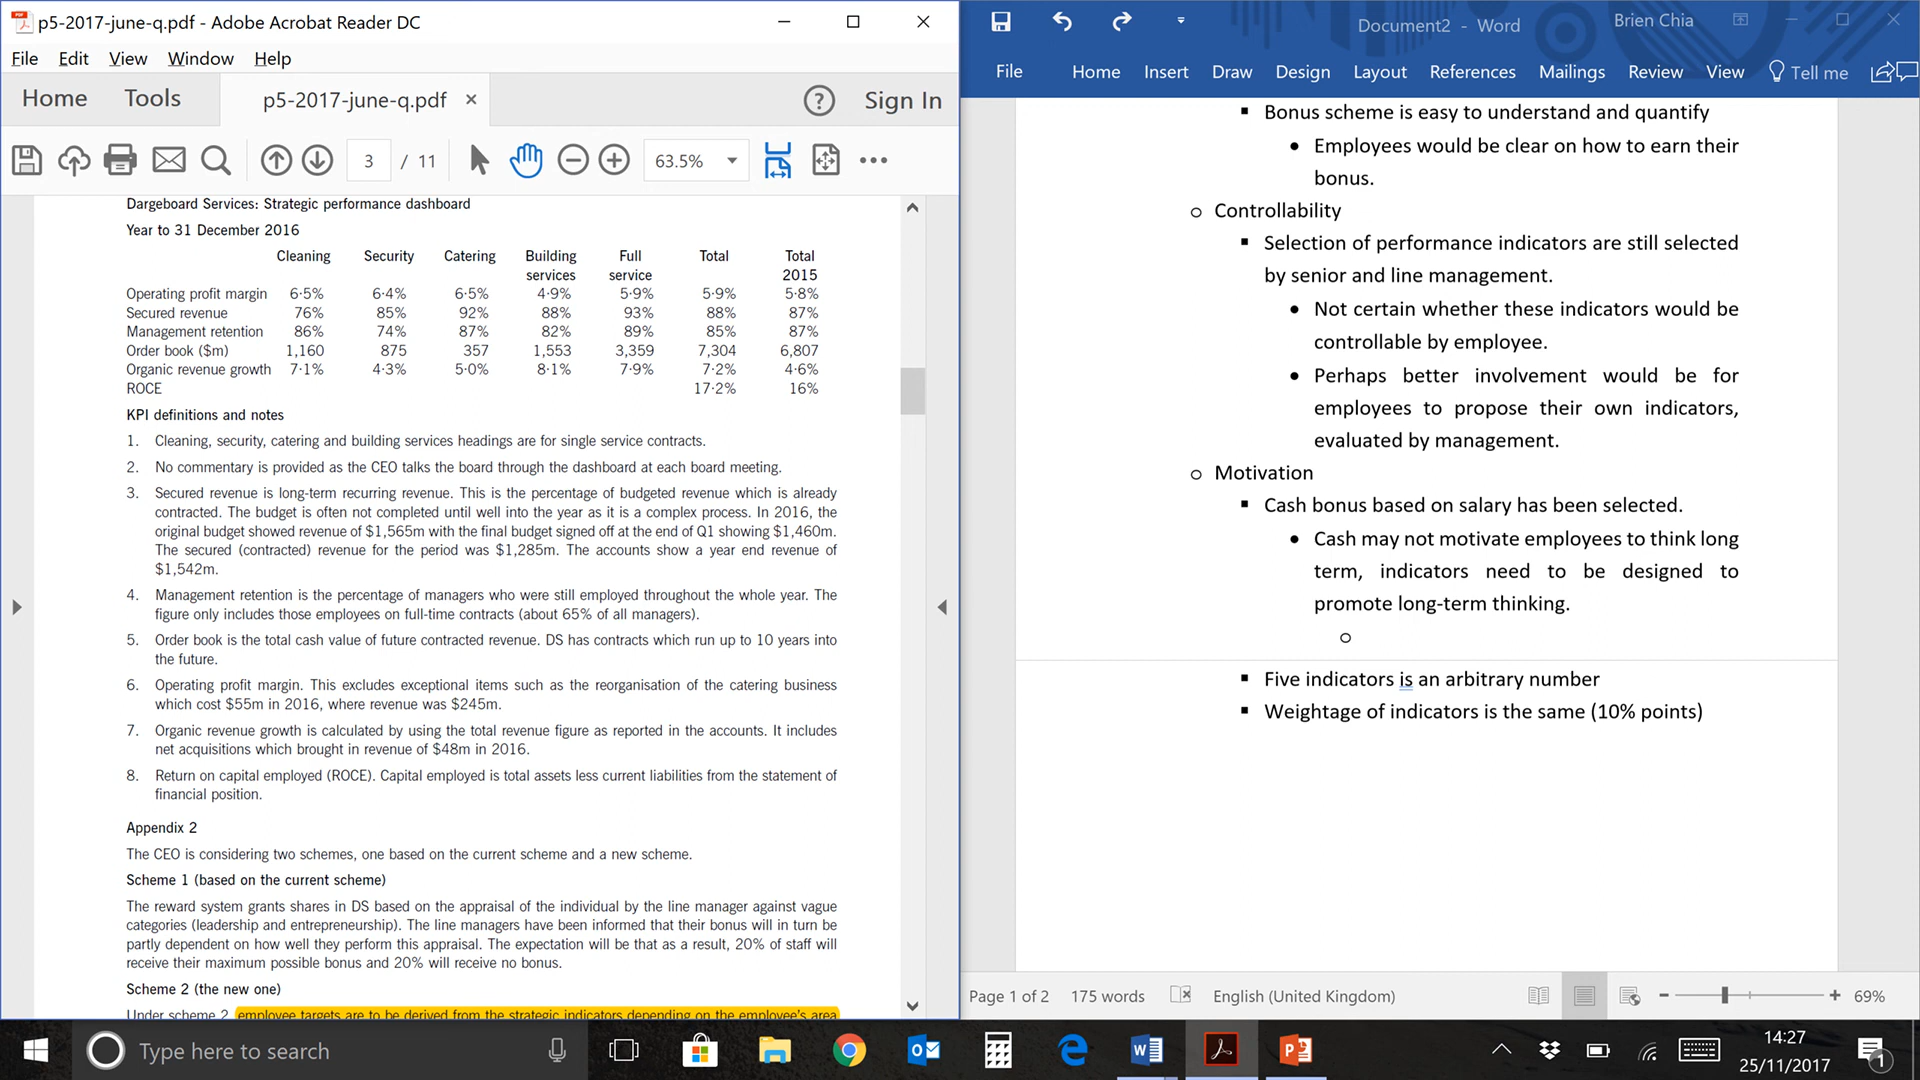 p5-2017-june-q.pdf - Adobe Acrobat Reader DC
File Edit View Window Help
Home Tools p5-2017-june-q.pdf × ? Sign In
3 / 11 63.5%
Dargeboard Services: Strategic performance dashboard
Year to 31 December 2016
Cleaning Security Catering Building services Full service Total Total 2015
Operating profit margin 6·5% 6·4% 6·5% 4·9% 5·9% 5·9% 5·8%
Secured revenue 76% 85% 92% 88% 93% 88% 87%
Management retention 86% 74% 87% 82% 89% 85% 87%
Order book ($m) 1,160 875 357 1,553 3,359 7,304 6,807
Organic revenue growth 7·1% 4·3% 5·0% 8·1% 7·9% 7·2% 4·6%
ROCE 17·2% 16%
KPI definitions and notes
1. Cleaning, security, catering and building services headings are for single service contracts.
2. No commentary is provided as the CEO talks the board through the dashboard at each board meeting.
3. Secured revenue is long-term recurring revenue. This is the percentage of budgeted revenue which is already
contracted. The budget is often not completed until well into the year as it is a complex process. In 2016, the
original budget showed revenue of $1,565m with the final budget signed off at the end of Q1 showing $1,460m.
The secured (contracted) revenue for the period was $1,285m. The accounts show a year end revenue of
$1,542m.
4. Management retention is the percentage of managers who were still employed throughout the whole year. The
figure only includes those employees on full-time contracts (about 65% of all managers).
5. Order book is the total cash value of future contracted revenue. DS has contracts which run up to 10 years into
the future.
6. Operating profit margin. This excludes exceptional items such as the reorganisation of the catering business
which cost $55m in 2016, where revenue was $245m.
7. Organic revenue growth is calculated by using the total revenue figure as reported in the accounts. It includes
net acquisitions which brought in revenue of $48m in 2016.
8. Return on capital employed (ROCE). Capital employed is total assets less current liabilities from the statement of
financial position.
Appendix 2
The CEO is considering two schemes, one based on the current scheme and a new scheme.
Scheme 1 (based on the current scheme)
The reward system grants shares in DS based on the appraisal of the individual by the line manager against vague
categories (leadership and entrepreneurship). The line managers have been informed that their bonus will in turn be
partly dependent on how well they perform this appraisal. The expectation will be that as a result, 20% of staff will
receive their maximum possible bonus and 20% will receive no bonus.
Scheme 2 (the new one)
Under scheme 2, employee targets are to be derived from the strategic indicators depending on the employee's area
Document2 - Word Brien Chia
File Home Insert Draw Design Layout References Mailings Review View Tell me
▪ Bonus scheme is easy to understand and quantify
• Employees would be clear on how to earn their
bonus.
o Controllability
▪ Selection of performance indicators are still selected
by senior and line management.
• Not certain whether these indicators would be
controllable by employee.
• Perhaps better involvement would be for
employees to propose their own indicators,
evaluated by management.
o Motivation
▪ Cash bonus based on salary has been selected.
• Cash may not motivate employees to think long
term, indicators need to be designed to
promote long-term thinking.
o
▪ Five indicators is an arbitrary number
▪ Weightage of indicators is the same (10% points)
Page 1 of 2 175 words English (United Kingdom) 69%
Type here to search
14:27
25/11/2017
1